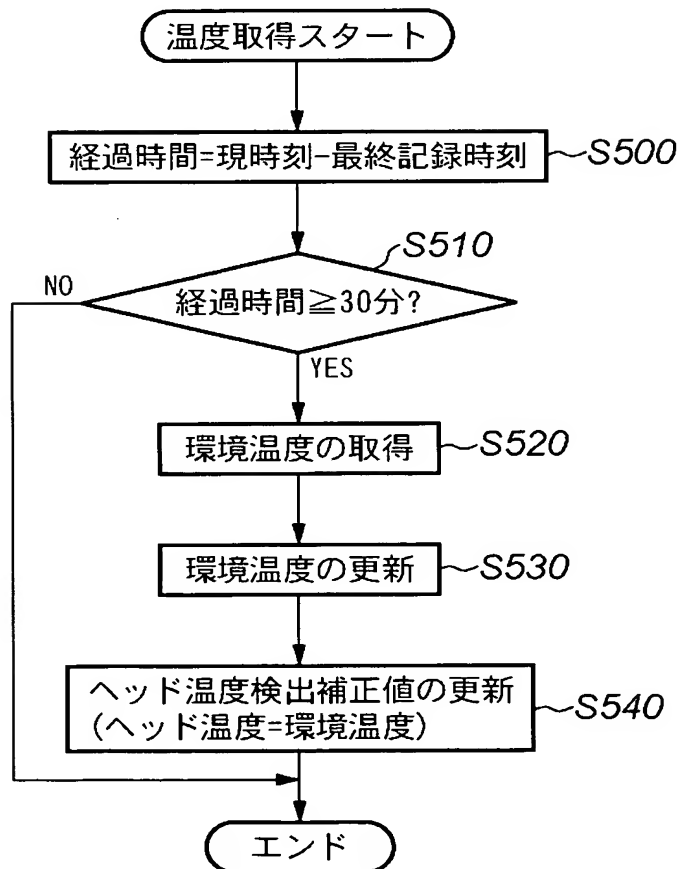 温度取得スタート
経過時間=現時刻-最終記録時刻
S500
S510
経過時間≧30分?
NO
YES
環境温度の取得
S520
環境温度の更新
S530
ヘッド温度検出補正値の更新
(ヘッド温度=環境温度)
S540
エンド